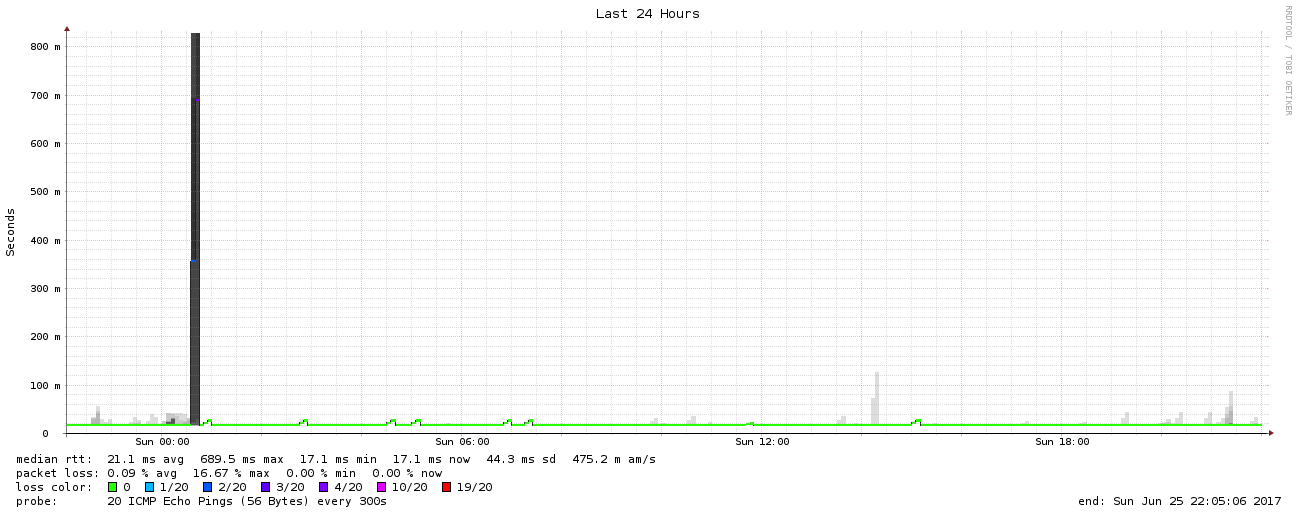 Last 24 Hours
RRDTOOL / TOBI OETIKER
Seconds
800 m
700 m
600 m
500 m
400 m
300 m
200 m
100 m
0
Sun 00:00 Sun 06:00 Sun 12:00 Sun 18:00
median rtt: 21.1 ms avg 689.5 ms max 17.1 ms min 17.1 ms now 44.3 ms sd 475.2 m am/s
packet loss: 0.09 % avg 16.67 % max 0.00 % min 0.00 % now
loss color: 0 1/20 2/20 3/20 4/20 10/20 19/20
probe: 20 ICMP Echo Pings (56 Bytes) every 300s end: Sun Jun 25 22:05:06 2017